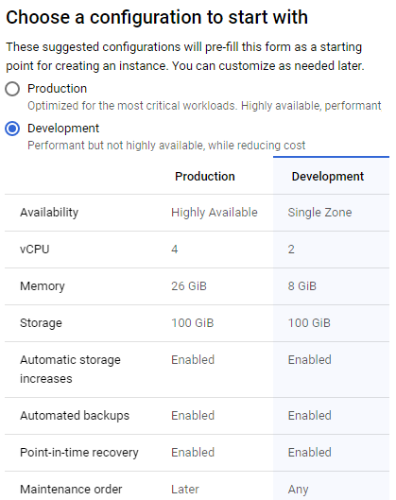 Choose a configuration to start with
These suggested configurations will pre-fill this form as a starting
point for creating an instance. You can customize as needed later.
Production
Optimized for the most critical workloads. Highly available, performant
Development
Performant but not highly available, while reducing cost
Production Development
Availability Highly Available Single Zone
vCPU 4 2
Memory 26 GiB 8 GiB
Storage 100 GiB 100 GiB
Automatic storage Enabled Enabled
increases
Automated backups Enabled Enabled
Point-in-time recovery Enabled Enabled
Maintenance order Later Any